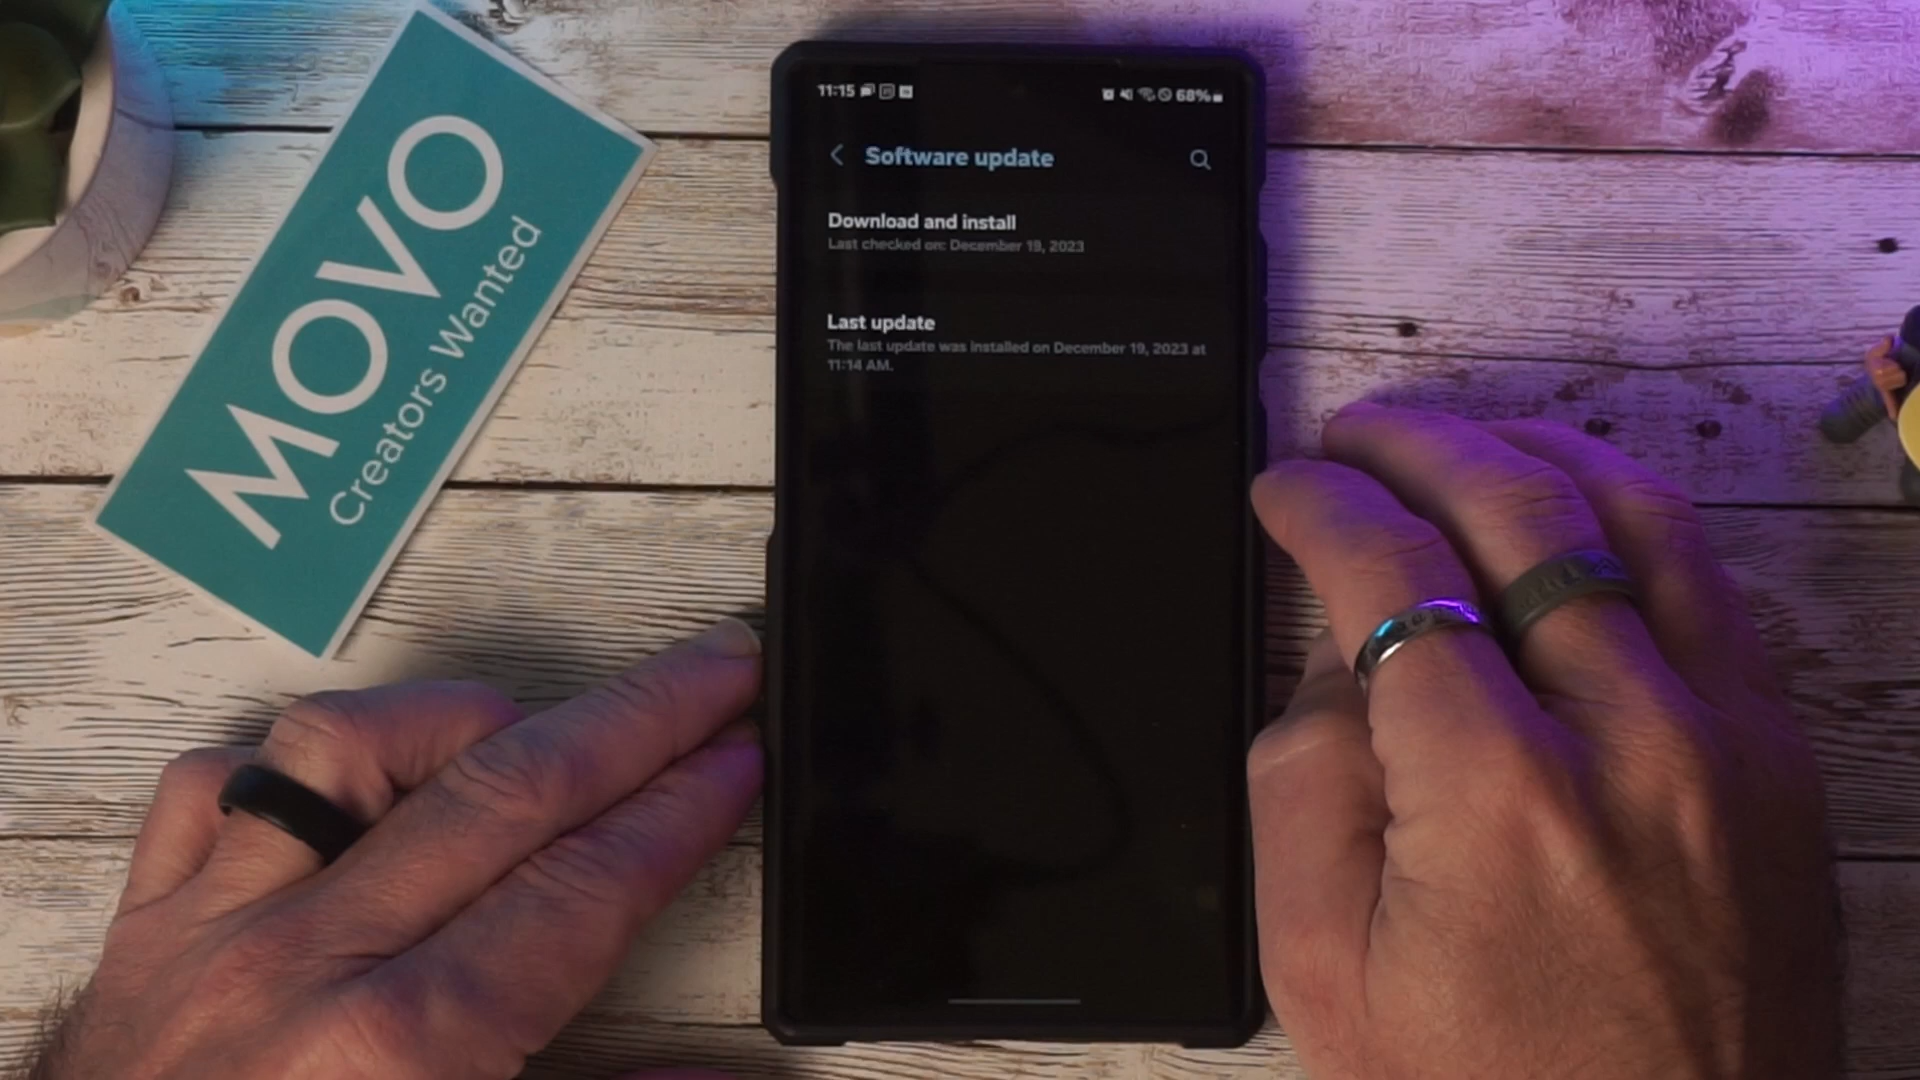 MOVO
Creators Wanted
11:15
68%
Software update
Download and install
Last checked on: December 19, 2023
Last update
The last update was installed on December 19, 2023 at
11:14 AM.